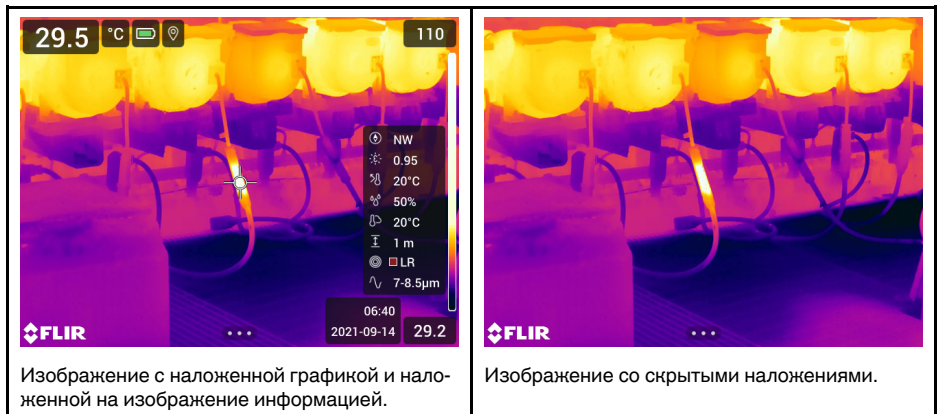 29.5 °C
110
NW
0.95
20°C
50%
20°C
1 m
LR
7-8.5µm
06:40
2021-09-14
29.2
FLIR
Изображение с наложенной графикой и нало-
женной на изображение информацией.
FLIR
Изображение со скрытыми наложениями.